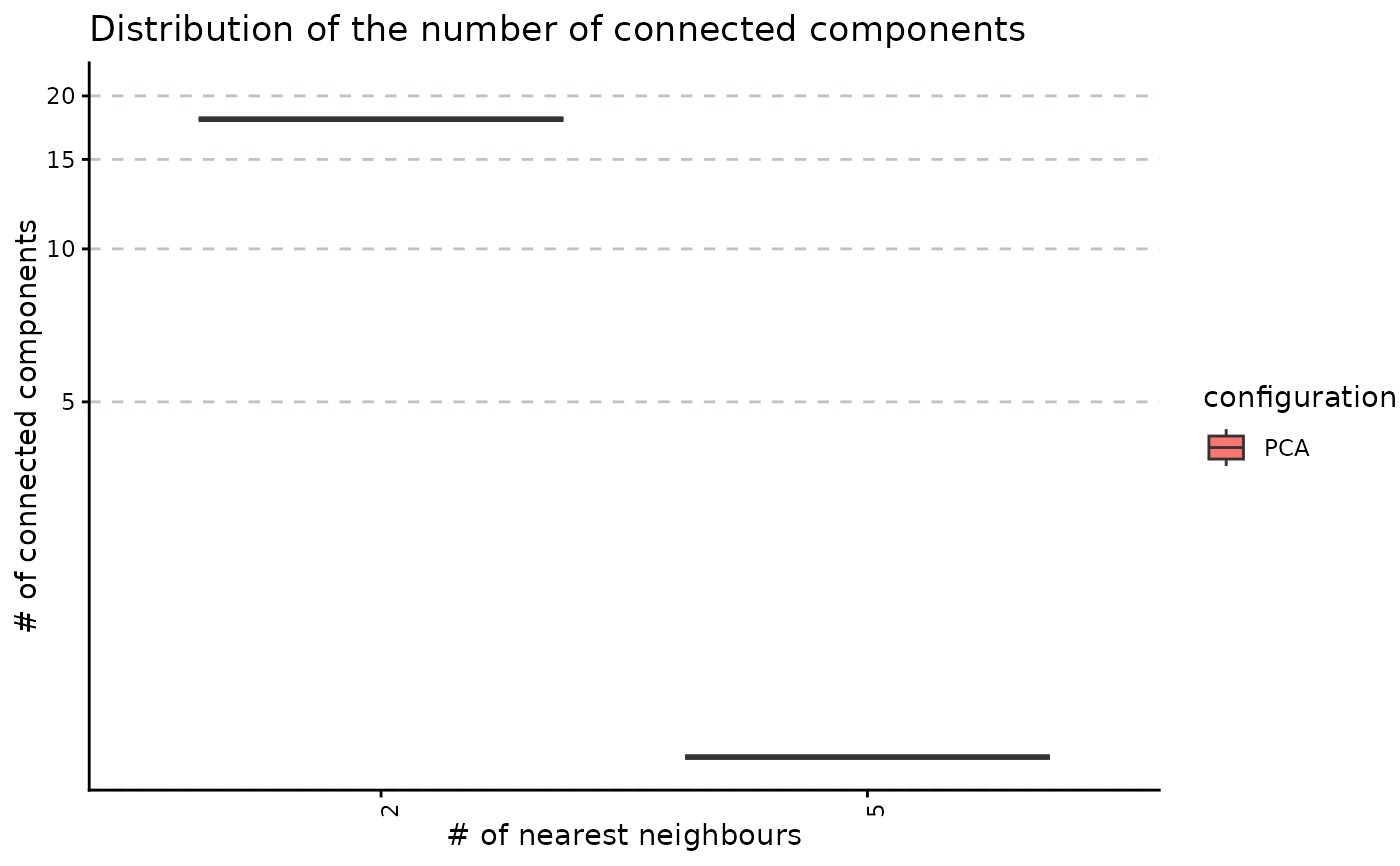 Distribution of the number of connected components
20
15
10
5
# of connected components
2
5
# of nearest neighbours
configuration
PCA